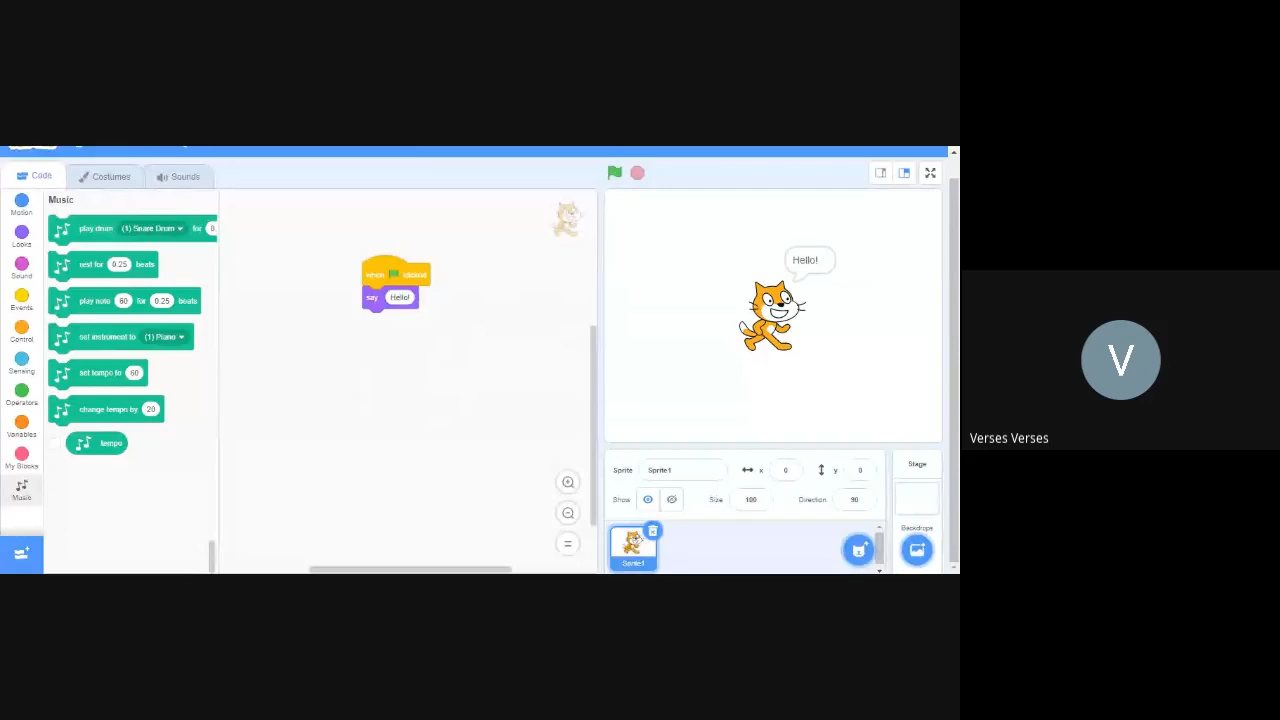 Code
Costumes
Sounds
Motion
Looks
Sound
Events
Control
Sensing
Operators
Variables
My Blocks
Music
Music
play drum (1) Snare Drum for 0.
rest for 0.25 beats
play note 60 for 0.25 beats
set instrument to (1) Piano
set tempo to 60
change tempo by 20
tempo
when clicked
say Hello!
Hello!
Sprite Sprite1 x 0 y 0
Show Size 100 Direction 90
Sprite1
Stage
Backdrops
V
Verses Verses